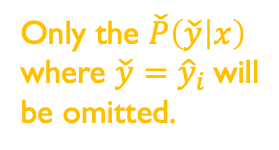 Only the P̌(y̌|x)
where y̌ = ŷᵢ will
be omitted.